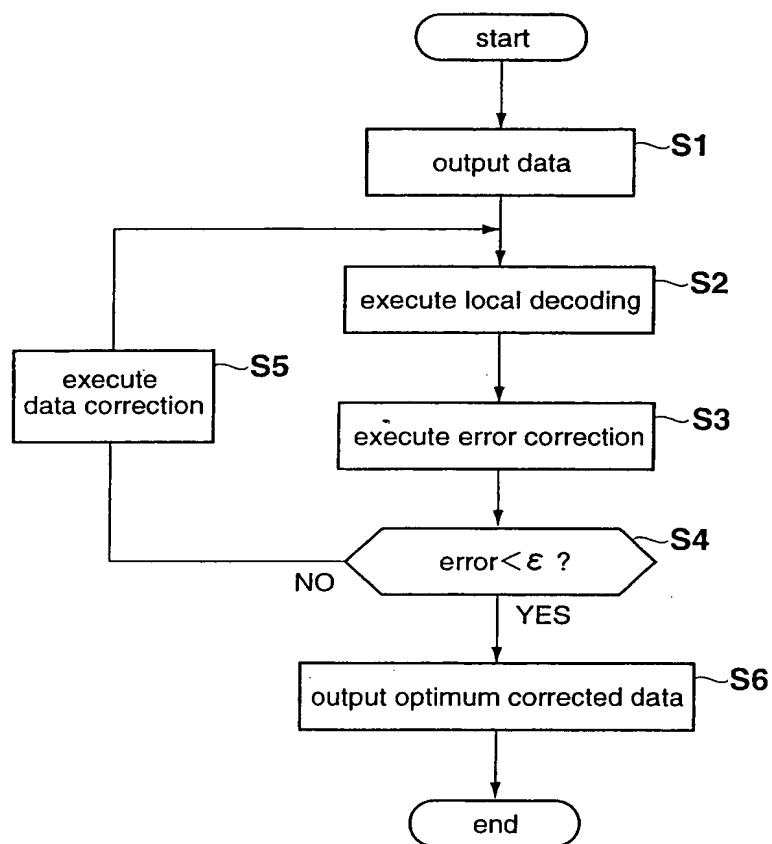 start
output data
S1
execute local decoding
S2
execute
data correction
S5
execute error correction
S3
error<ε ?
S4
NO
YES
output optimum corrected data
S6
end